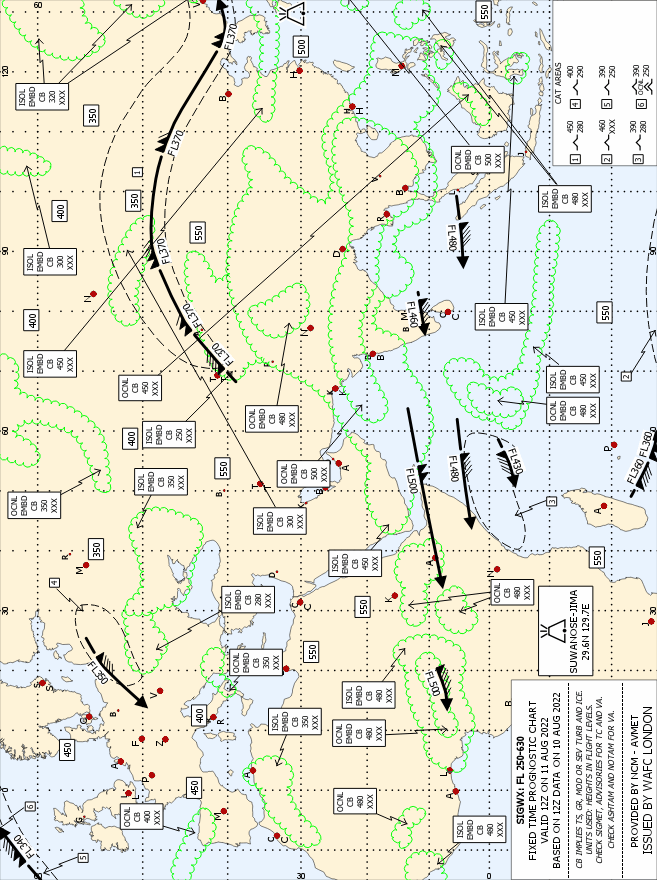 60
120
90
60
30
0
30
0
30
550
500
350
1
350
400
550
400
400
550
350
4
550
550
550
400
450
450
550
2
3
550
6
5
FL370
FL370
FL370
FL370
FL370
FL480
FL460
FL500
FL480
FL430
FL360
FL360
FL350
FL500
FL340
ISOL
EMBD
CB 320
XXX
ISOL
EMBD
CB 300
XXX
ISOL
EMBD
CB 450
XXX
OCNL
EMBD
CB 450
XXX
ISOL
EMBD
CB 250
XXX
OCNL
EMBD
CB 480
XXX
OCNL
EMBD
CB 500
XXX
OCNL
EMBD
CB 350
XXX
ISOL
EMBD
CB 350
XXX
ISOL
EMBD
CB 300
XXX
OCNL
EMBD
CB 500
XXX
ISOL
EMBD
CB 480
XXX
ISOL
EMBD
CB 450
XXX
ISOL
EMBD
CB 450
XXX
OCNL
EMBD
CB 480
XXX
ISOL
EMBD
CB 450
XXX
ISOL
EMBD
CB 280
XXX
OCNL
EMBD
CB 480
XXX
OCNL
EMBD
CB 350
XXX
ISOL
EMBD
CB 350
XXX
ISOL
EMBD
CB 480
XXX
OCNL
EMBD
CB 480
XXX
OCNL
EMBD
CB 400
XXX
OCNL
EMBD
CB 480
XXX
ISOL
EMBD
CB 480
XXX
CAT AREAS
1 450 280
2 460 XXX
3 390 280
4 400 290
5 390 250
6 OCNL 390 250
SUWANOSE-JIMA
29.6N 129.7E
SIGWX: FL 250-630
FIXED TIME PROGNOSTIC CHART
VALID 12Z ON 11 AUG 2022
BASED ON 12Z DATA ON 10 AUG 2022
CB IMPLIES TS, GR, MOD OR SEV TURB AND ICE.
UNITS USED: HEIGHTS IN FLIGHT LEVELS.
CHECK SIGMET, ADVISORIES FOR TC AND VA.
CHECK ASHTAM AND NOTAM FOR VA.
PROVIDED BY NCM - AVMET
ISSUED BY WAFC LONDON